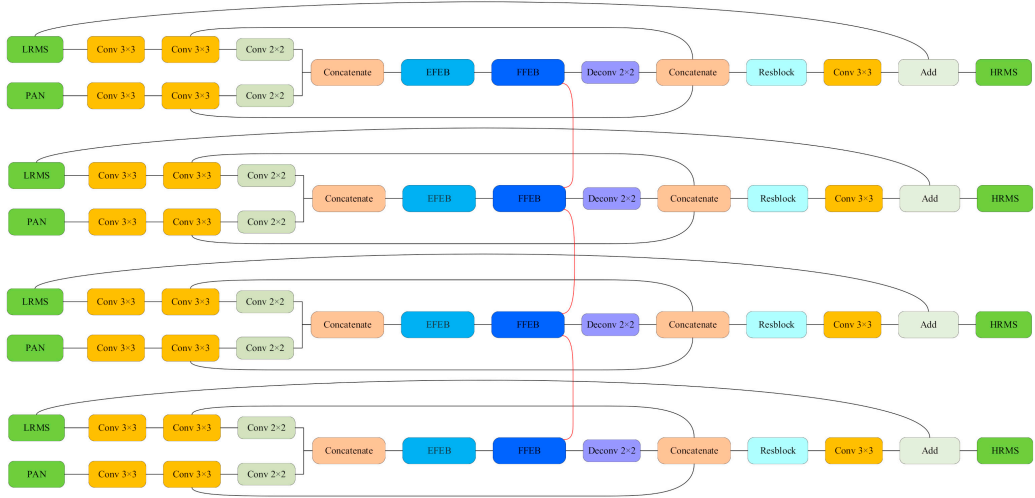 LRMS Conv 3×3 Conv 3×3 Conv 2×2
Concatenate EFEB FFEB Deconv 2×2 Concatenate Resblock Conv 3×3 Add HRMS
PAN Conv 3×3 Conv 3×3 Conv 2×2
LRMS Conv 3×3 Conv 3×3 Conv 2×2
Concatenate EFEB FFEB Deconv 2×2 Concatenate Resblock Conv 3×3 Add HRMS
PAN Conv 3×3 Conv 3×3 Conv 2×2
LRMS Conv 3×3 Conv 3×3 Conv 2×2
Concatenate EFEB FFEB Deconv 2×2 Concatenate Resblock Conv 3×3 Add HRMS
PAN Conv 3×3 Conv 3×3 Conv 2×2
LRMS Conv 3×3 Conv 3×3 Conv 2×2
Concatenate EFEB FFEB Deconv 2×2 Concatenate Resblock Conv 3×3 Add HRMS
PAN Conv 3×3 Conv 3×3 Conv 2×2